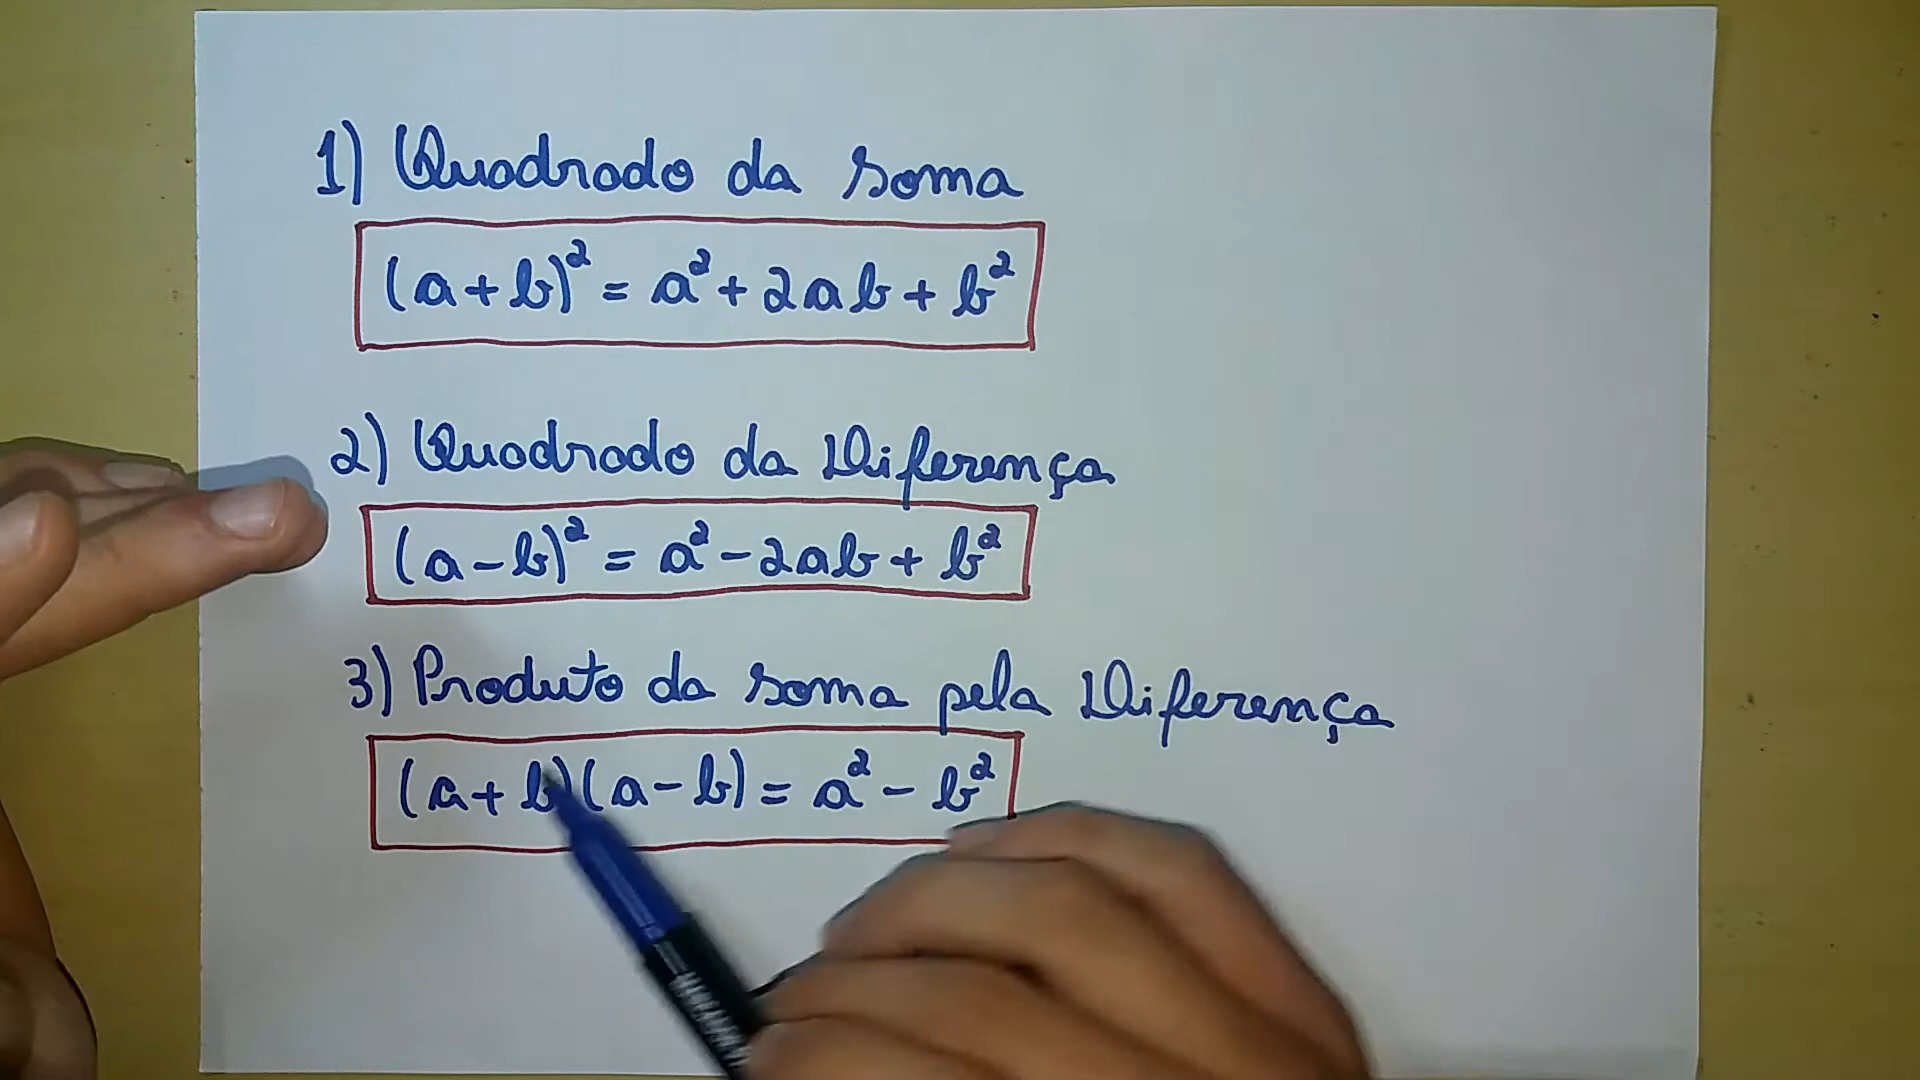 1) Quadrado da soma
(a+b)² = a² + 2ab + b²
2) Quadrado da Diferença
(a-b)² = a² - 2ab + b²
3) Produto da soma pela Diferença
(a+b)(a-b) = a² - b²